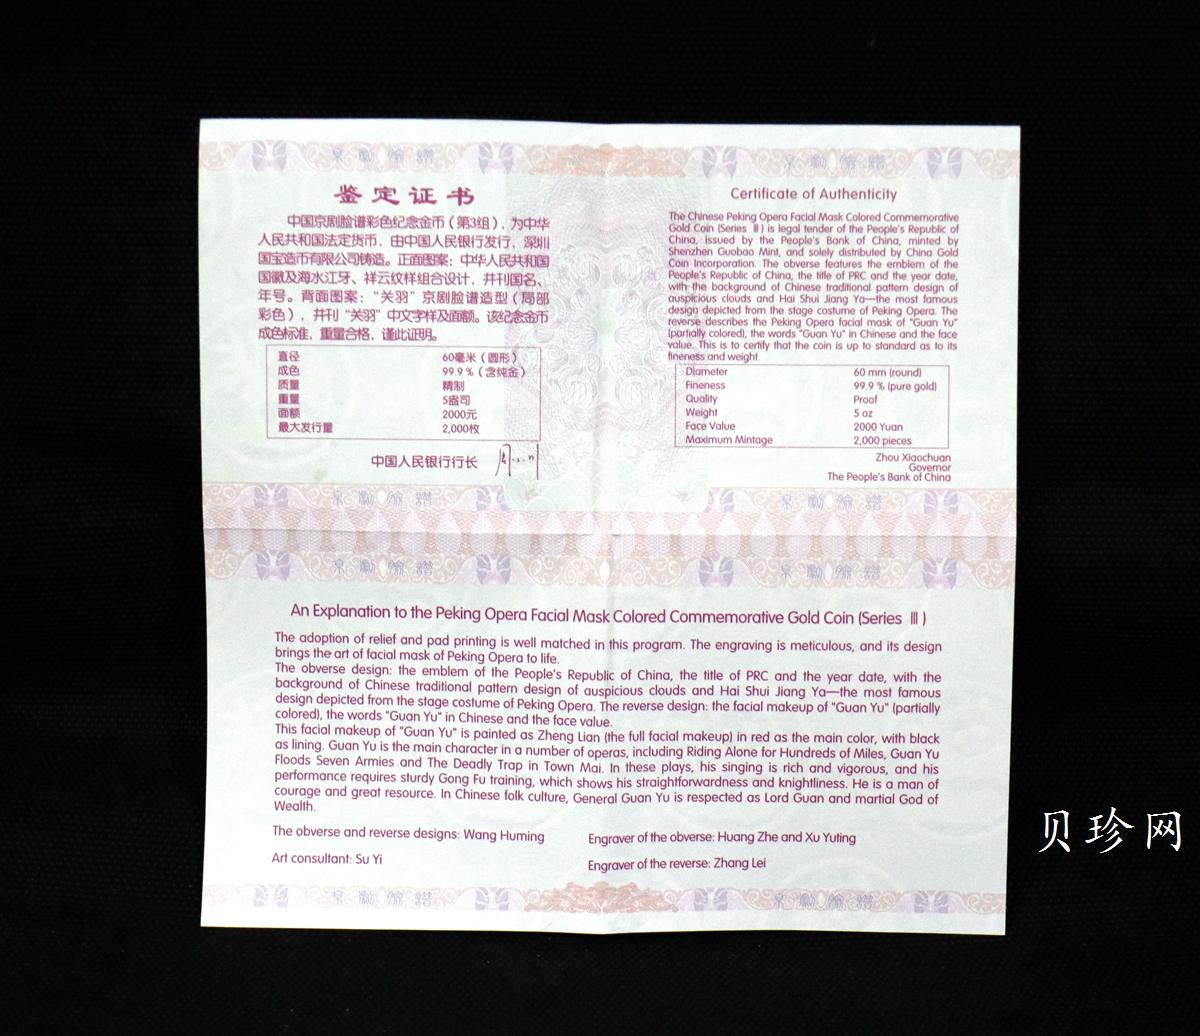 京剧脸谱
京剧脸谱
鉴定证书
中国京剧脸谱彩色纪念金币（第3组），为中华
人民共和国法定货币，由中国人民银行发行，深圳
国宝造币有限公司铸造。正面图案：中华人民共和国
国徽及海水江牙、祥云纹样组合设计，并刊国名、
年号。背面图案：“关羽”京剧脸谱造型（局部
彩色），并刊“关羽”中文字样及面额。该纪念金币
成色标准，重量合格，谨此证明。
直径 60毫米（圆形）
成色 99.9％（含纯金）
质量 精制
重量 5盎司
面额 2000元
最大发行量 2,000枚
中国人民银行行长
Certificate of Authenticity
The Chinese Peking Opera Facial Mask Colored Commemorative
Gold Coin (Series Ⅲ) is legal tender of the People's Republic of
China, issued by the People's Bank of China, minted by
Shenzhen Guobao Mint, and solely distributed by China Gold
Coin Incorporation. The obverse features the emblem of the
People's Republic of China, the title of PRC and the year date,
with the background of Chinese traditional pattern design of
auspicious clouds and Hai Shui Jiang Ya—the most famous
design depicted from the stage costume of Peking Opera. The
reverse describes the Peking Opera facial mask of "Guan Yu"
(partially colored), the words "Guan Yu" in Chinese and the face
value. This is to certify that the coin is up to standard as to its
fineness and weight.
Diameter 60 mm (round)
Fineness 99.9 % (pure gold)
Quality Proof
Weight 5 oz
Face Value 2000 Yuan
Maximum Mintage 2,000 pieces
Zhou Xiaochuan
Governor
The People's Bank of China
京剧脸谱
京剧脸谱
京剧脸谱
京剧脸谱
An Explanation to the Peking Opera Facial Mask Colored Commemorative Gold Coin (Series Ⅲ)
The adoption of relief and pad printing is well matched in this program. The engraving is meticulous, and its design
brings the art of facial mask of Peking Opera to life.
The obverse design: the emblem of the People's Republic of China, the title of PRC and the year date, with the
background of Chinese traditional pattern design of auspicious clouds and Hai Shui Jiang Ya—the most famous
design depicted from the stage costume of Peking Opera. The reverse design: the facial makeup of "Guan Yu" (partially
colored), the words "Guan Yu" in Chinese and the face value.
This facial makeup of "Guan Yu" is painted as Zheng Lian (the full facial makeup) in red as the main color, with black
as lining. Guan Yu is the main character in a number of operas, including Riding Alone for Hundreds of Miles, Guan Yu
Floods Seven Armies and The Deadly Trap in Town Mai. In these plays, his singing is rich and vigorous, and his
performance requires sturdy Gong Fu training, which shows his straightforwardness and knightliness. He is a man of
courage and great resource. In Chinese folk culture, General Guan Yu is respected as Lord Guan and martial God of
Wealth.
The obverse and reverse designs: Wang Huming
Engraver of the obverse: Huang Zhe and Xu Yuting
Art consultant: Su Yi
Engraver of the reverse: Zhang Lei
京剧脸谱
京剧脸谱
贝珍网